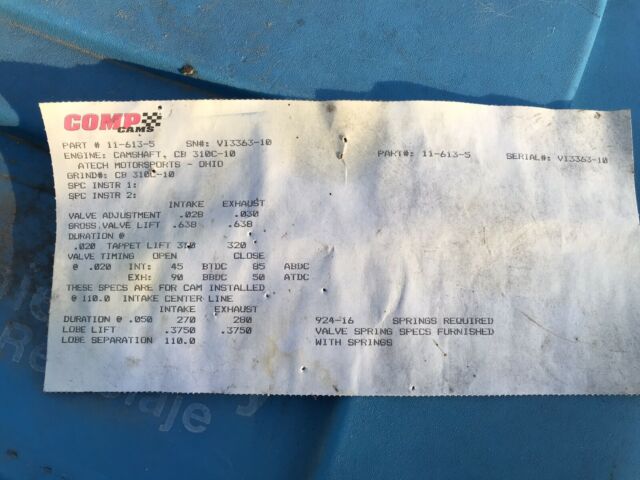 COMP
CAMS
PART # 11-613-5 SN#: V13363-10
ENGINE: CAMSHAFT, CB 310C-10
ATECH MOTORSPORTS - OHIO
GRIND#: CB 310C-10
SPC INSTR 1:
SPC INSTR 2:
PART#: 11-613-5 SERIAL#: V13363-10
INTAKE EXHAUST
VALVE ADJUSTMENT .028 .030
GROSS VALVE LIFT .638 .638
DURATION @
.020 TAPPET LIFT 310 320
VALVE TIMING OPEN CLOSE
@ .020 INT: 45 BTDC 85 ABDC
EXH: 90 BBDC 50 ATDC
THESE SPECS ARE FOR CAM INSTALLED
@ 110.0 INTAKE CENTER LINE
INTAKE EXHAUST
DURATION @ .050 270 280
LOBE LIFT .3750 .3750
LOBE SEPARATION 110.0
924-16 SPRINGS REQUIRED
VALVE SPRING SPECS FURNISHED
WITH SPRINGS